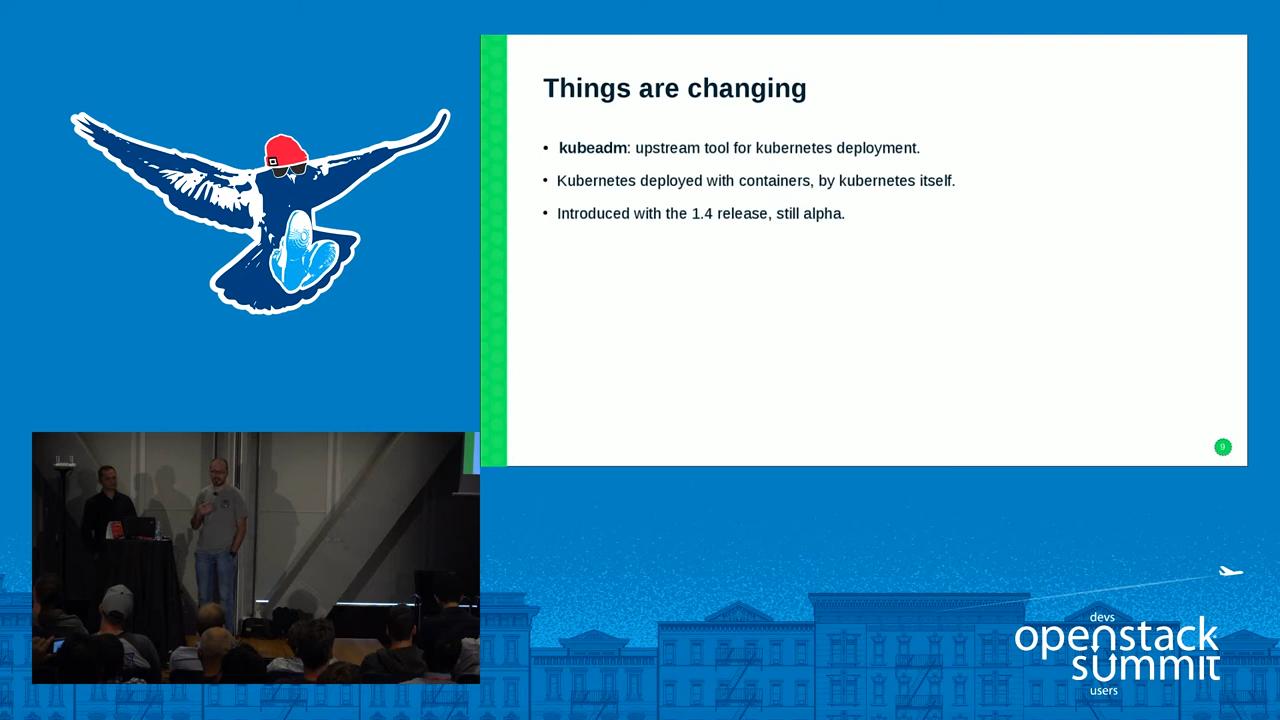 Things are changing
• kubeadm: upstream tool for kubernetes deployment.
• Kubernetes deployed with containers, by kubernetes itself.
• Introduced with the 1.4 release, still alpha.
9
devs
openstack
summit
users